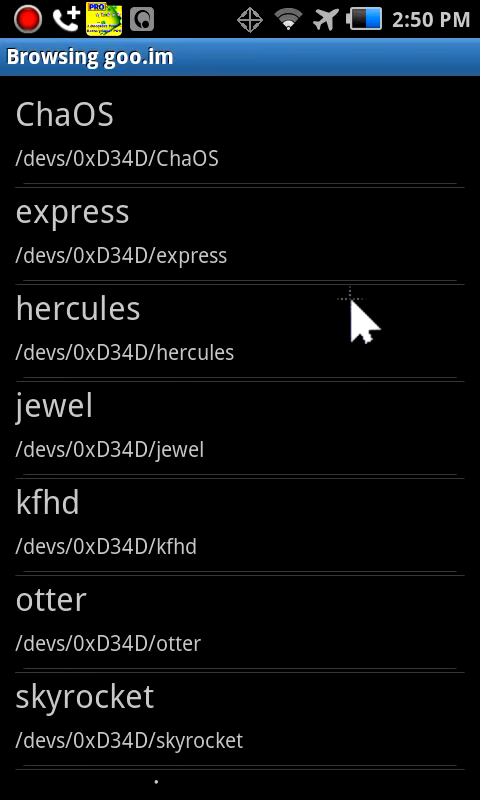 PRO
2:50 PM
Browsing goo.im
ChaOS
/devs/0xD34D/ChaOS
express
/devs/0xD34D/express
hercules
/devs/0xD34D/hercules
jewel
/devs/0xD34D/jewel
kfhd
/devs/0xD34D/kfhd
otter
/devs/0xD34D/otter
skyrocket
/devs/0xD34D/skyrocket